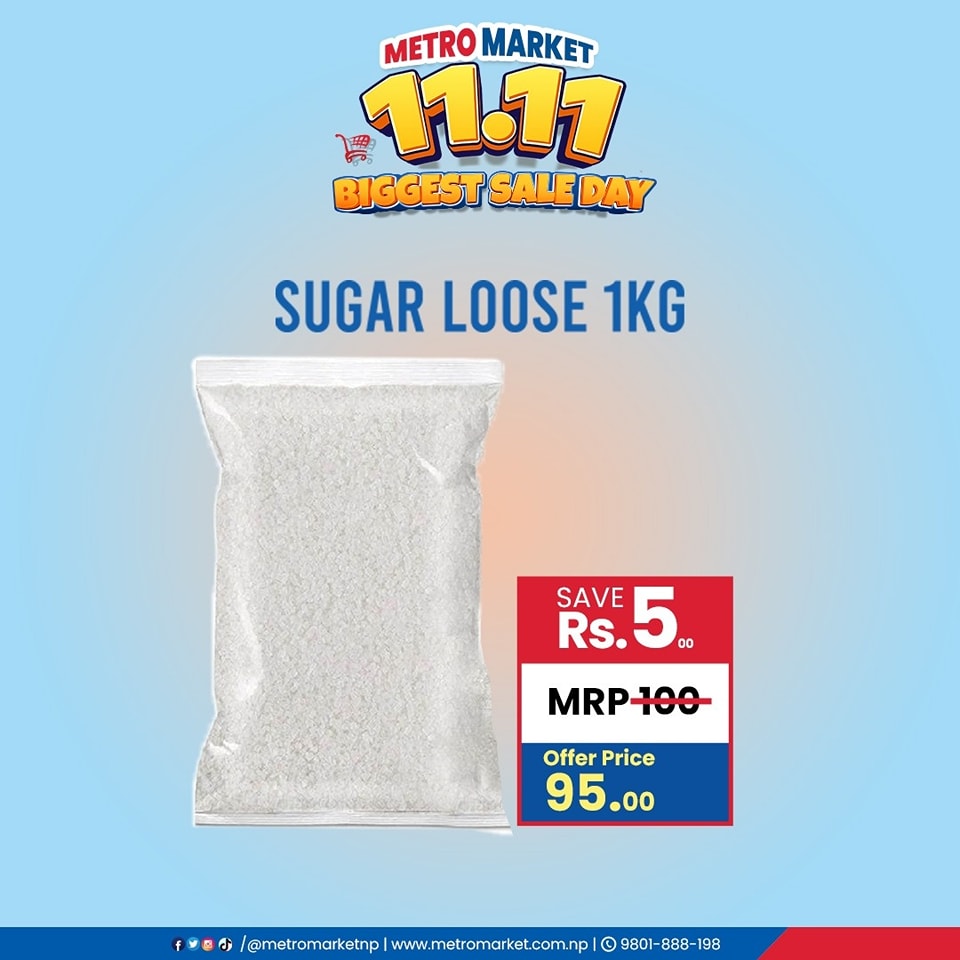 METRO MARKET
11.11
BIGGEST SALE DAY
SUGAR LOOSE 1KG
SAVE
Rs.5.00
MRP 100
Offer Price
95.00
/@metromarketnp | www.metromarket.com.np | 9801-888-198